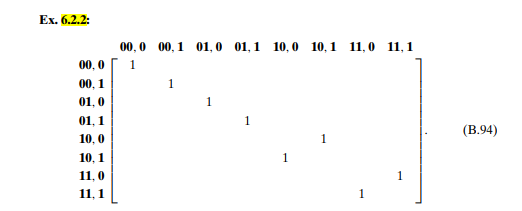 Ex. 6.2.2:
00, 0 00, 1 01, 0 01, 1 10, 0 10, 1 11, 0 11, 1
00, 0 1
00, 1 1
01, 0 1
01, 1 1
10, 0 1
10, 1 1
11, 0 1
11, 1 1
. (B.94)